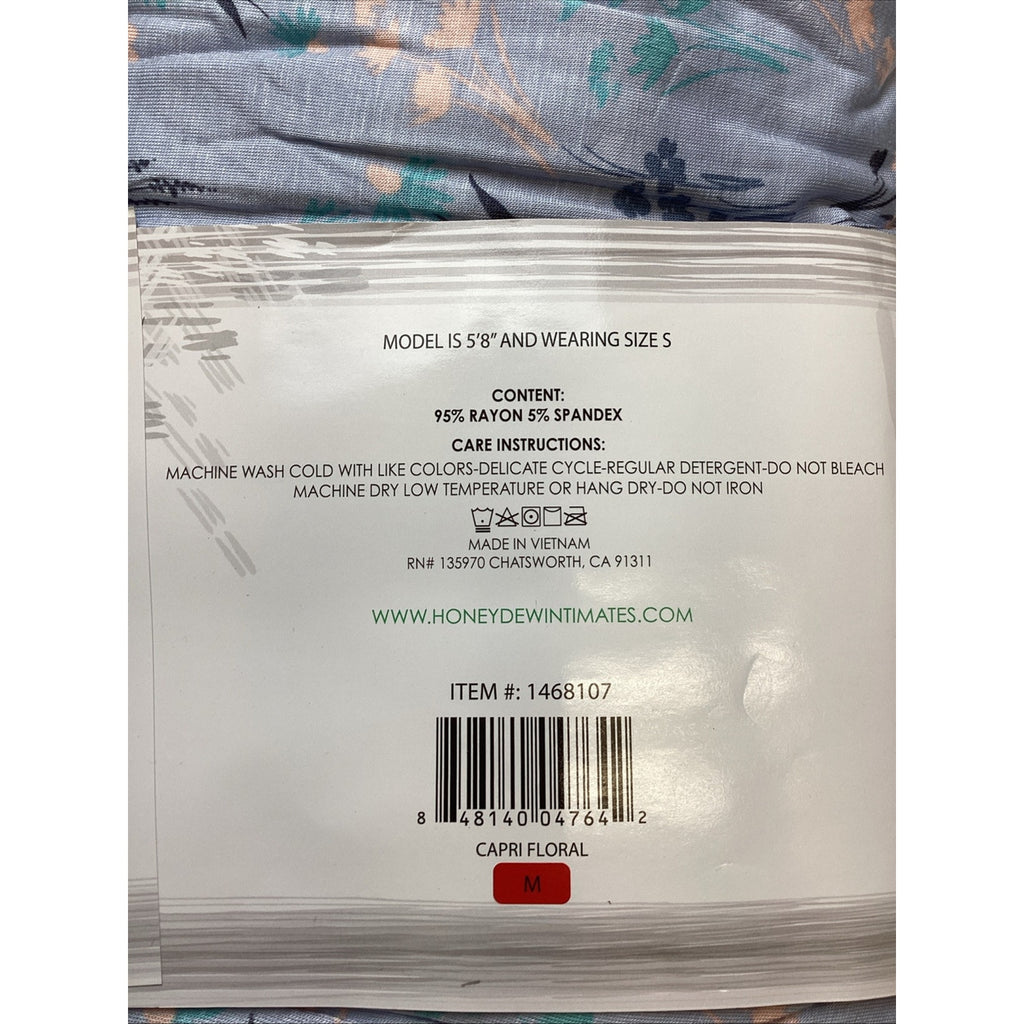 MODEL IS 5'8" AND WEARING SIZE S
CONTENT:
95% RAYON 5% SPANDEX
CARE INSTRUCTIONS:
MACHINE WASH COLD WITH LIKE COLORS-DELICATE CYCLE-REGULAR DETERGENT-DO NOT BLEACH
MACHINE DRY LOW TEMPERATURE OR HANG DRY-DO NOT IRON
MADE IN VIETNAM
RN# 135970 CHATSWORTH, CA 91311
WWW.HONEYDEWINTIMATES.COM
ITEM #: 1468107
8 48140 04764 2
CAPRI FLORAL
M